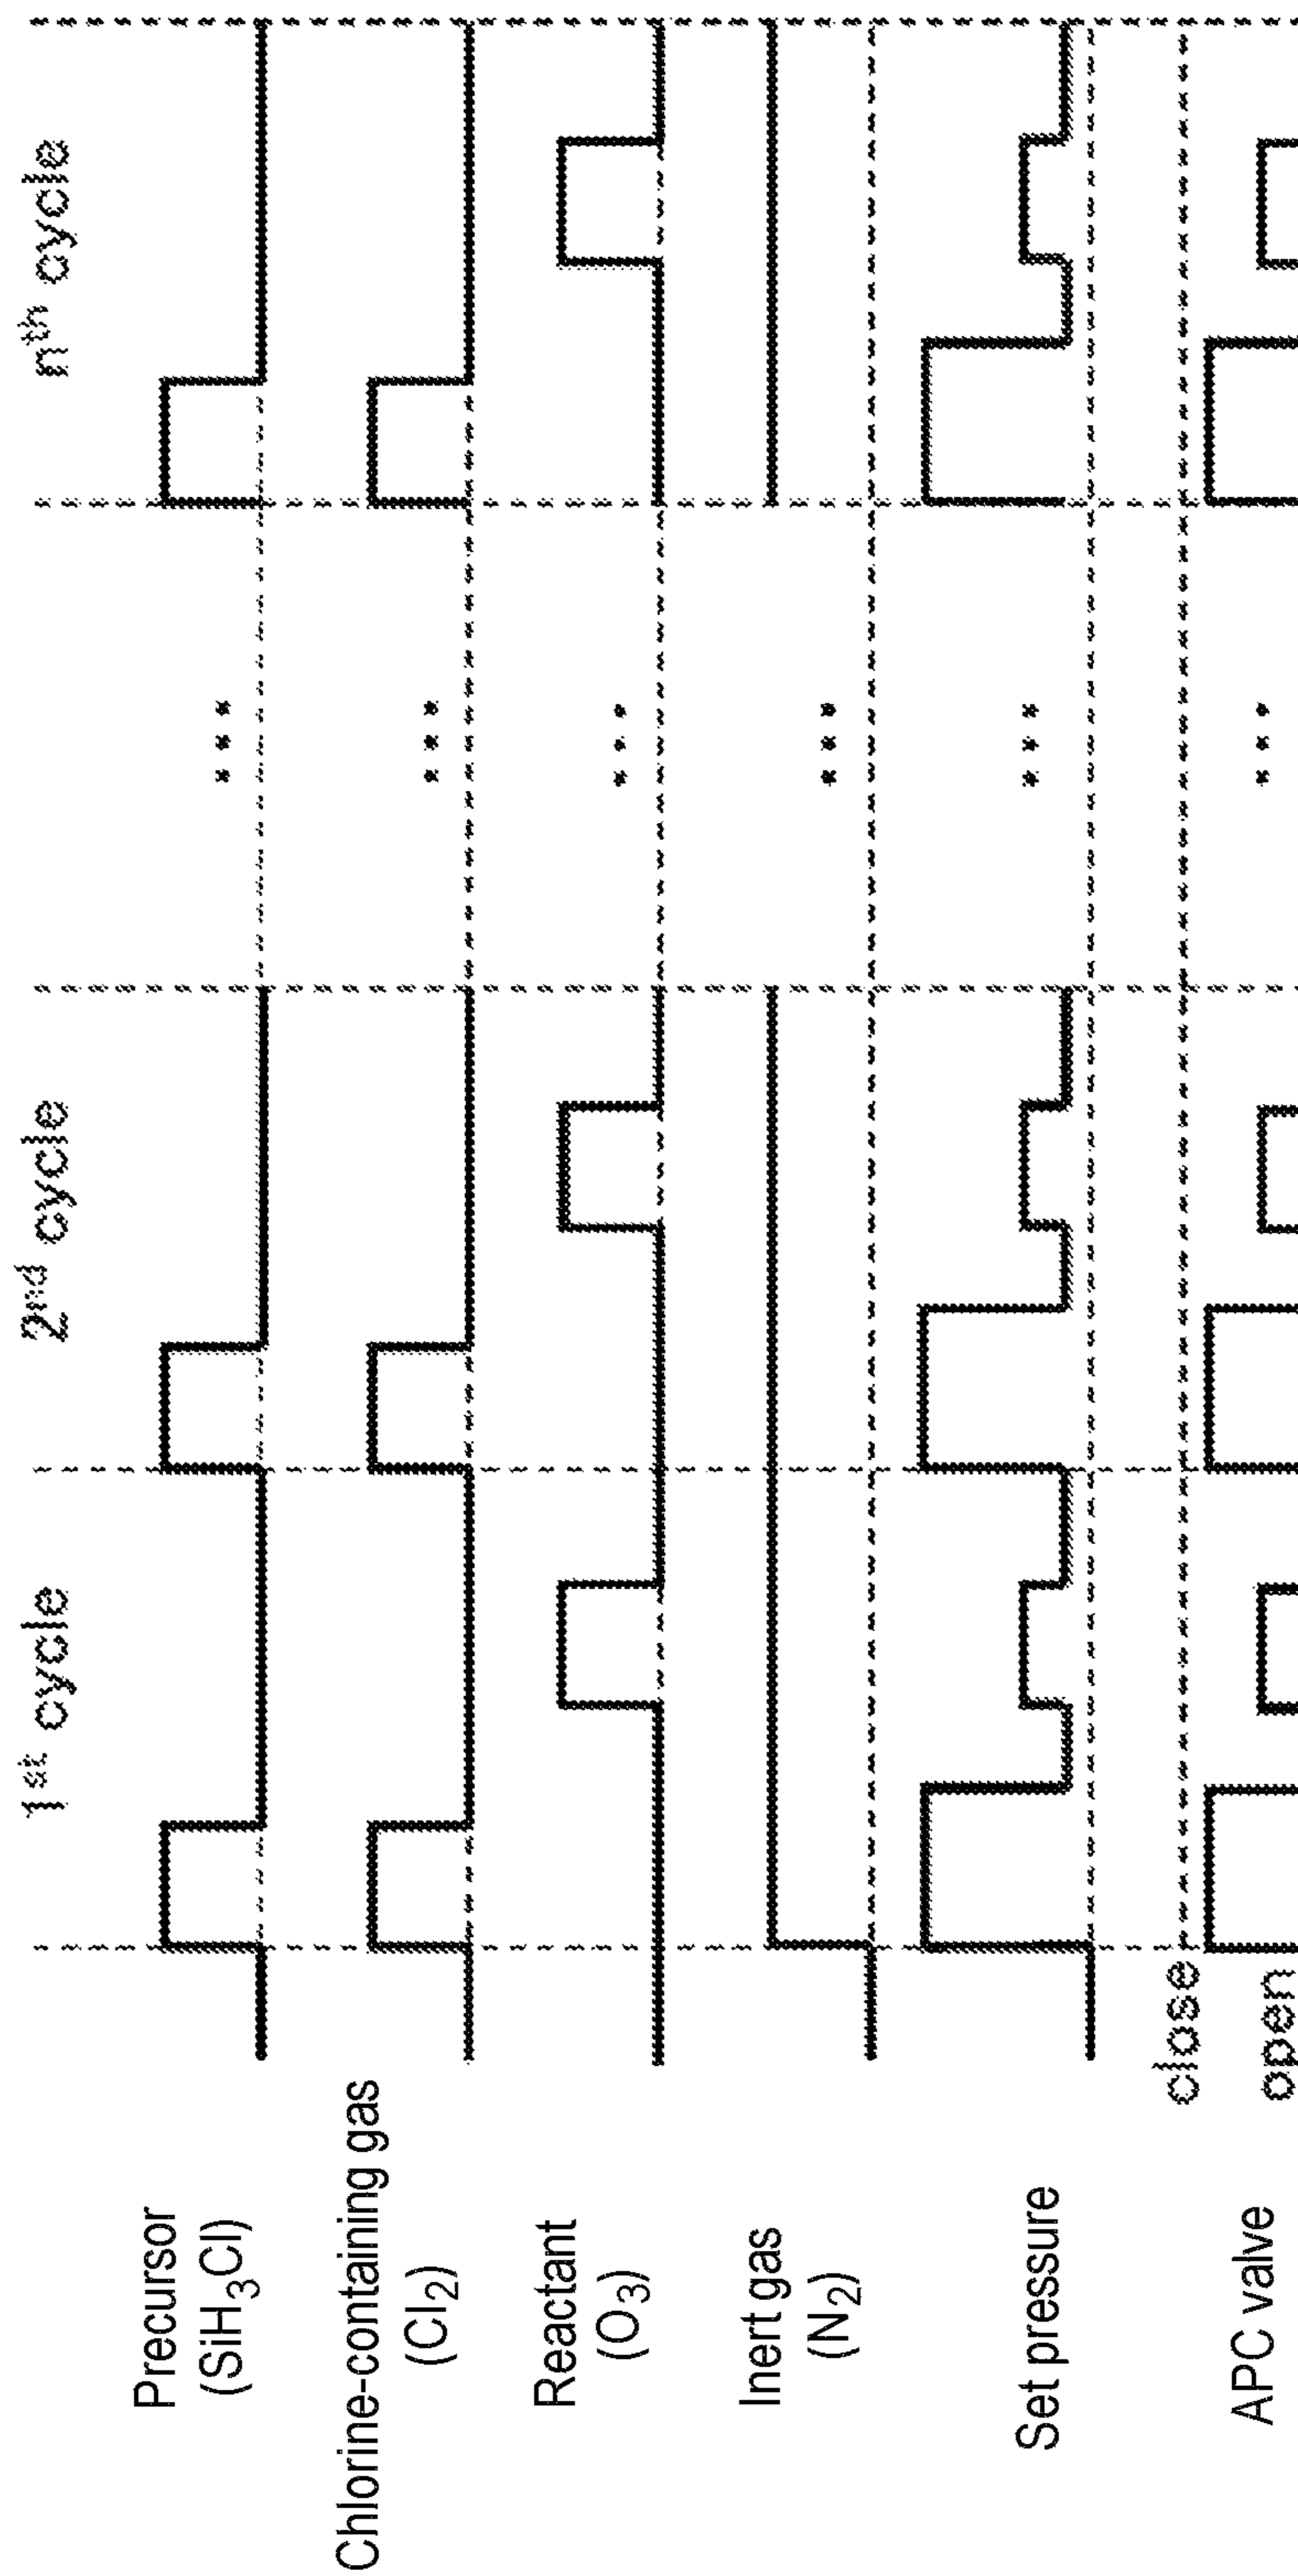 1st cycle
2nd cycle
nth cycle
Precursor
(SiH3Cl)
Chlorine-containing gas
(Cl2)
Reactant
(O3)
Inert gas
(N2)
Set pressure
close
APC valve
open